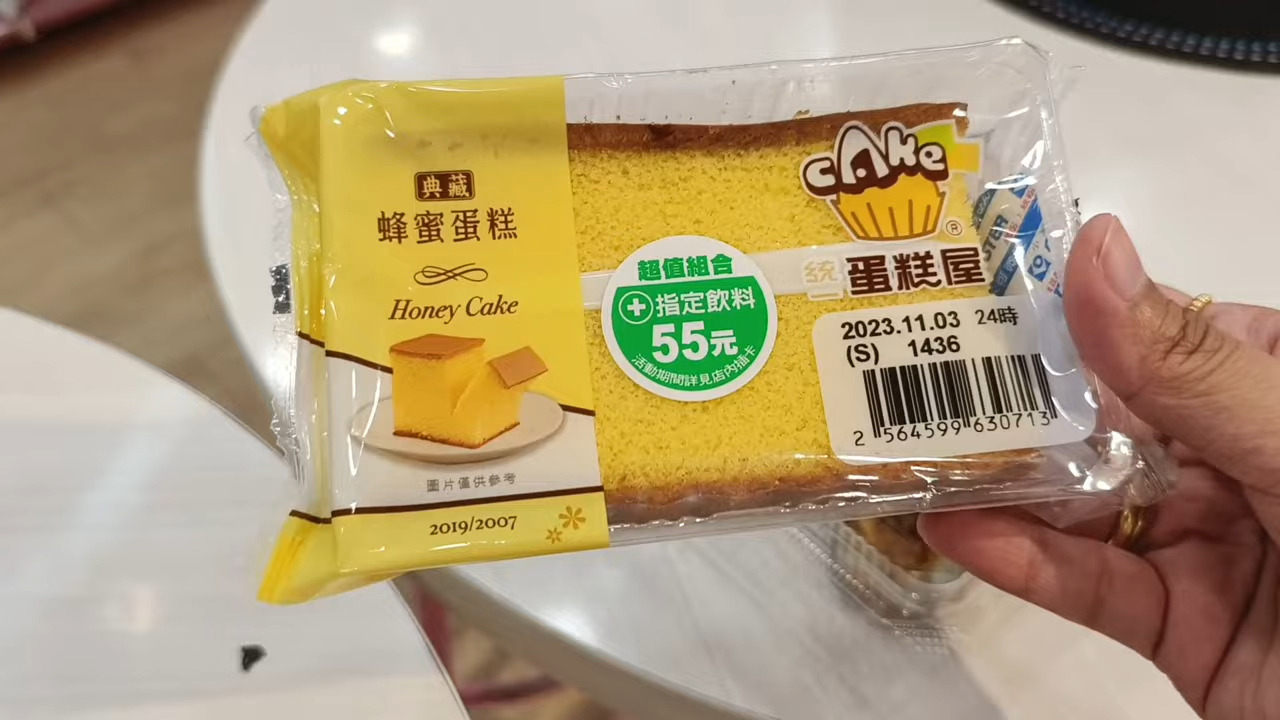 典藏
蜂蜜蛋糕
Honey Cake
圖片僅供參考
2019/2007
超值組合
+指定飲料
55元
活動期間詳見店內插卡
cAke
®
統一蛋糕屋
2023.11.03 24時
(S) 1436
2 564599 630713